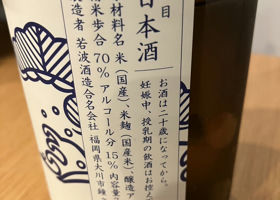 お酒は二十歳になってから。
妊娠中、授乳期の飲酒はお控え
目
日本酒
材料名 米(国産)、米麹(国産米)、醸造ア
米歩合 70% アルコール分 15% 内容量
造者 若波酒造合名会社 福岡県大川市鐘